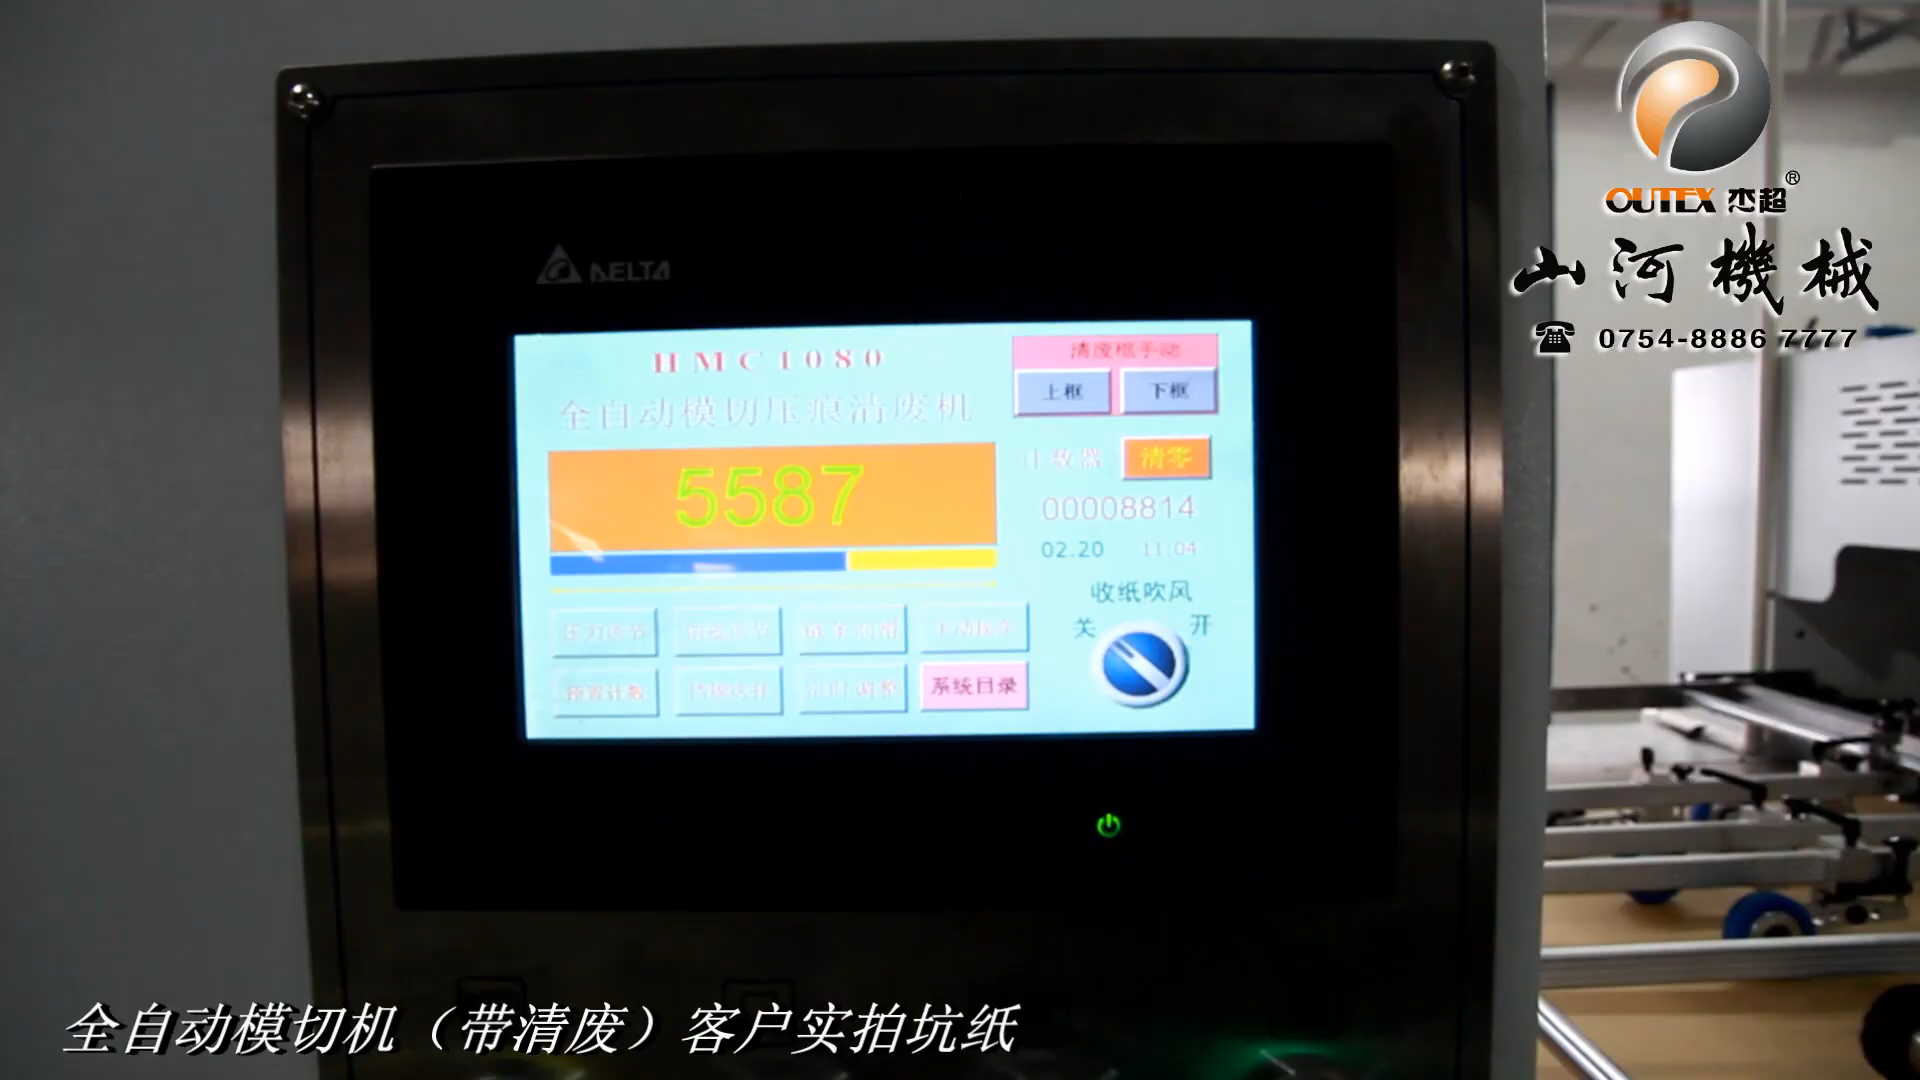 OUTEX 杰超®
山河機械
0754-8886 7777
DELTA
HMC1080
全自动模切压痕清废机
清废框手动
上框 下框
5587
计数器 清零
00008814
02.20 11:04
收纸吹风
关 开
系统目录
全自动模切机（带清废）客户实拍坑纸